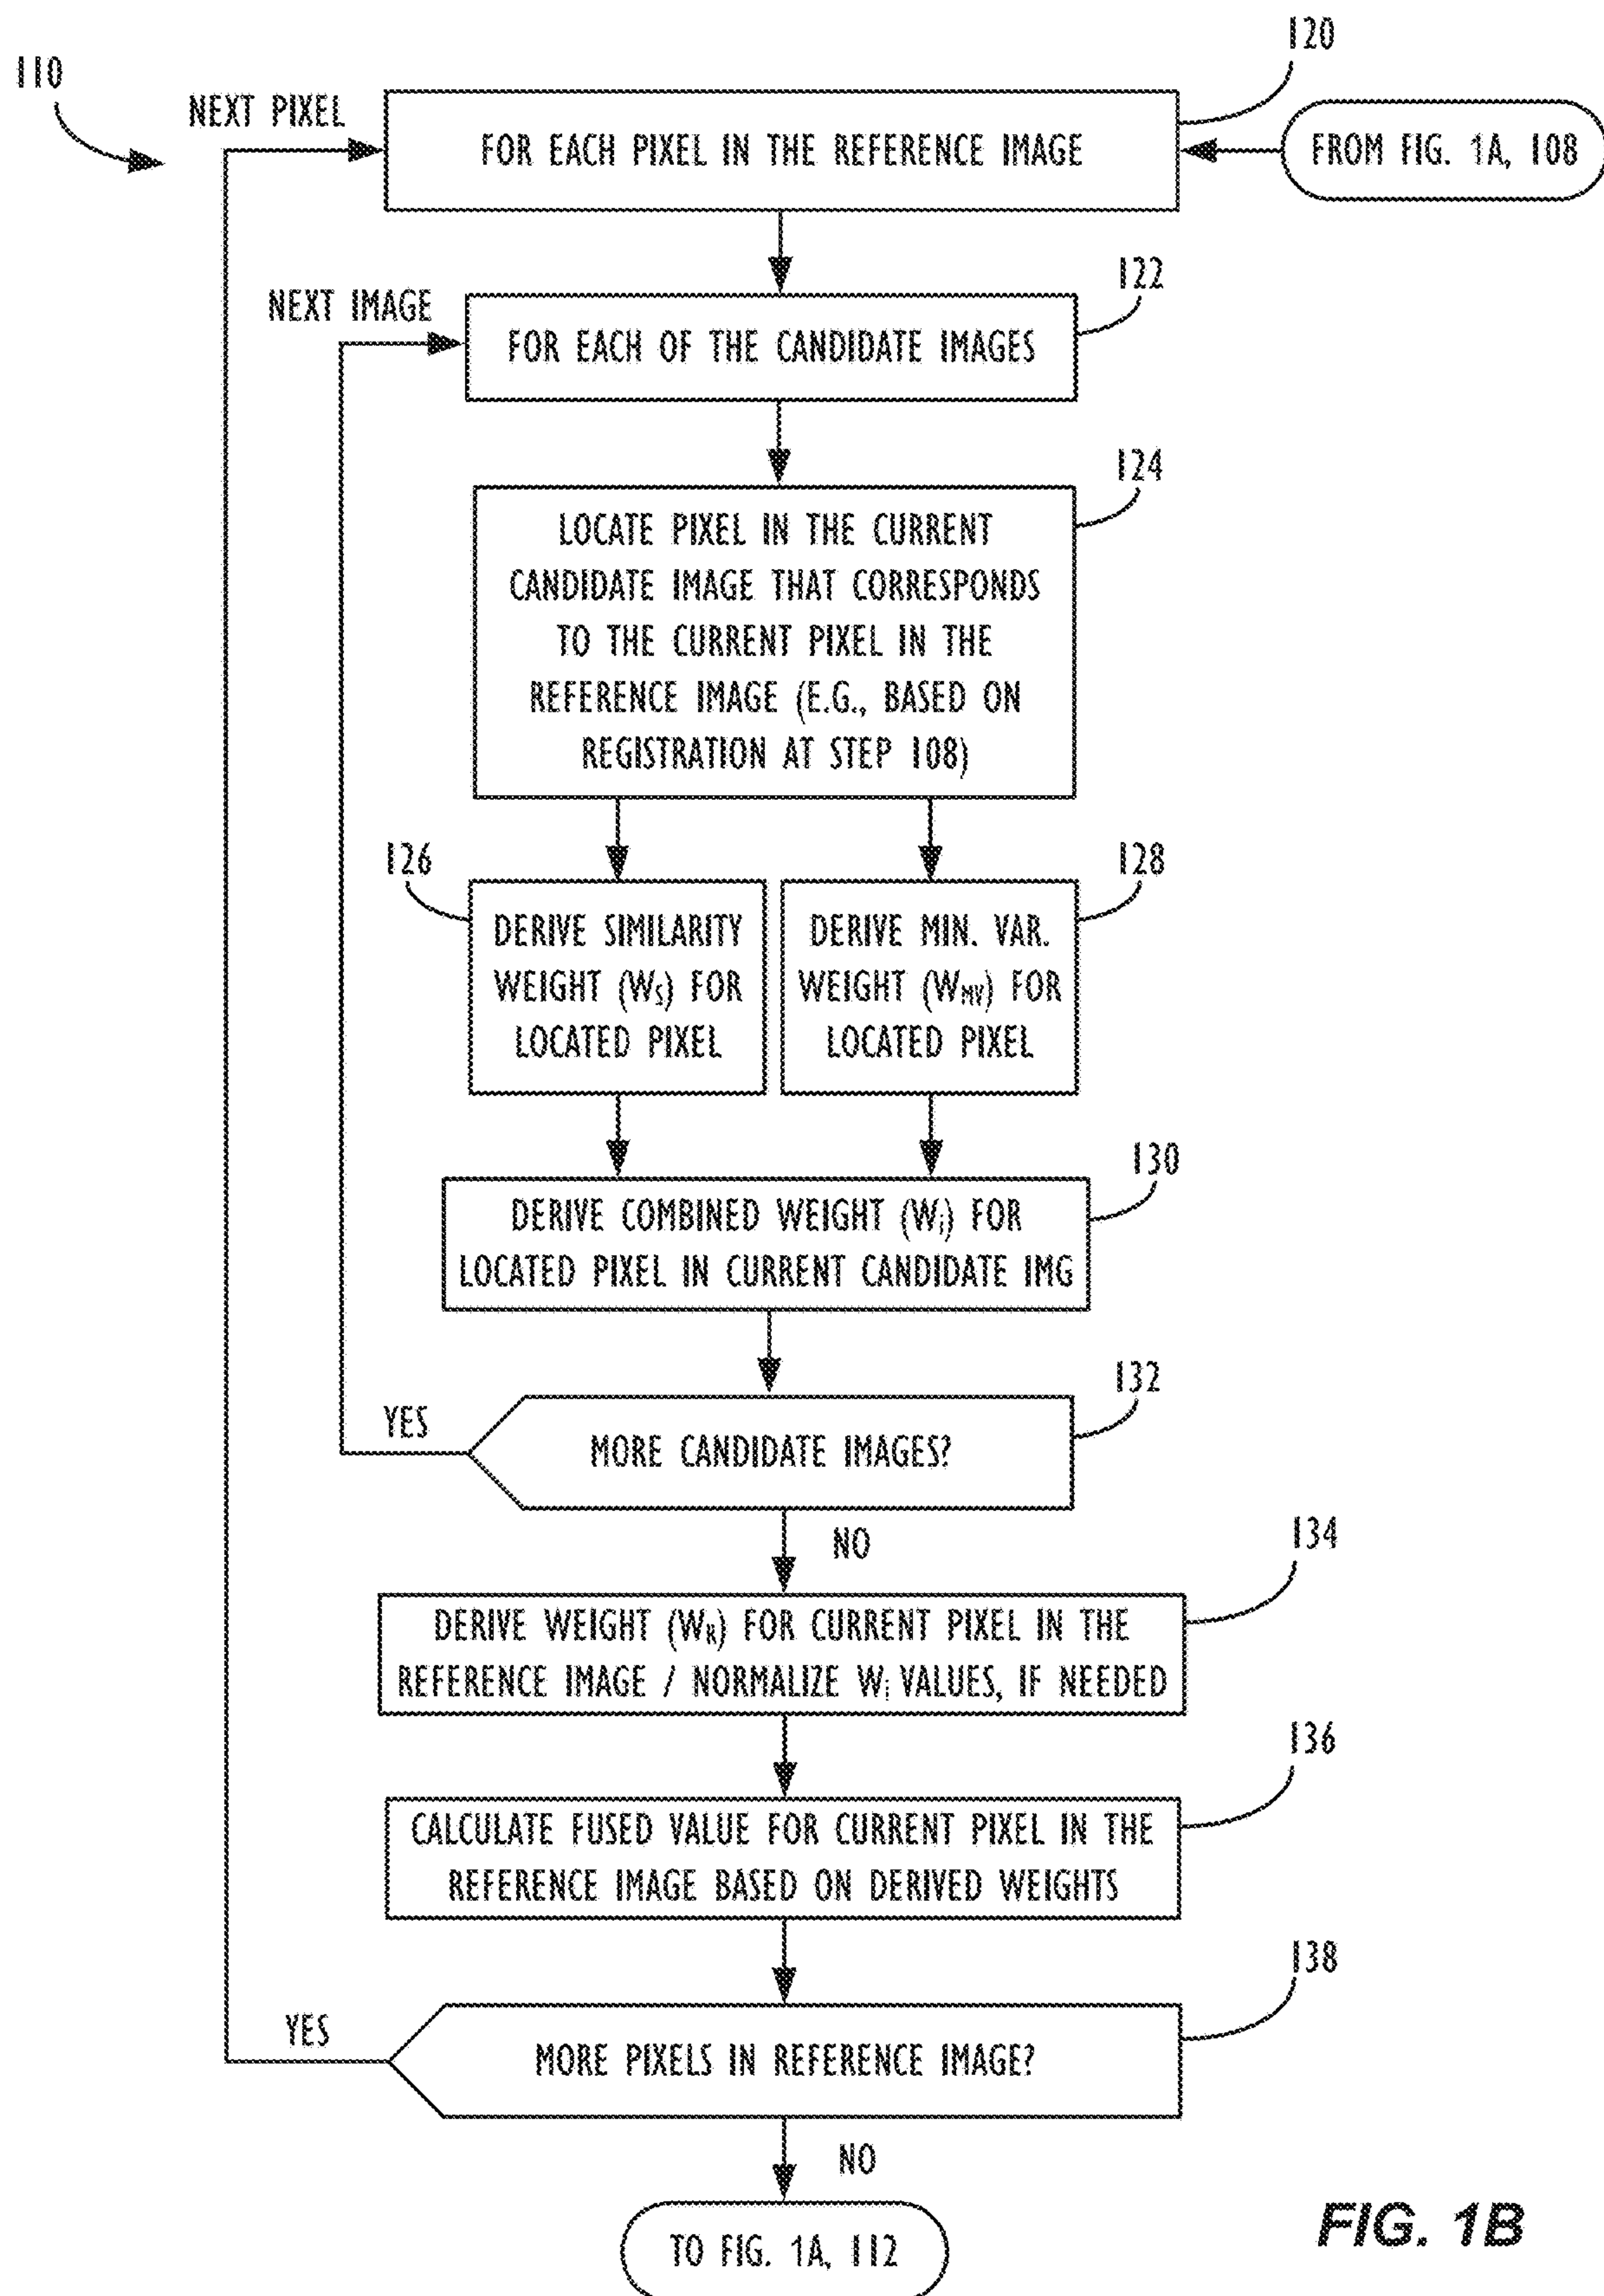 120
110
NEXT PIXEL
FOR EACH PIXEL IN THE REFERENCE IMAGE
FROM FIG. 1A, 108
122
NEXT IMAGE
FOR EACH OF THE CANDIDATE IMAGES
124
LOCATE PIXEL IN THE CURRENT
CANDIDATE IMAGE THAT CORRESPONDS
TO THE CURRENT PIXEL IN THE
REFERENCE IMAGE (E.G., BASED ON
REGISTRATION AT STEP 108)
126
DERIVE SIMILARITY
WEIGHT (WS) FOR
LOCATED PIXEL
128
DERIVE MIN. VAR.
WEIGHT (WMV) FOR
LOCATED PIXEL
130
DERIVE COMBINED WEIGHT (Wi) FOR
LOCATED PIXEL IN CURRENT CANDIDATE IMG
132
YES
MORE CANDIDATE IMAGES?
NO
134
DERIVE WEIGHT (WR) FOR CURRENT PIXEL IN THE
REFERENCE IMAGE / NORMALIZE Wi VALUES, IF NEEDED
136
CALCULATE FUSED VALUE FOR CURRENT PIXEL IN THE
REFERENCE IMAGE BASED ON DERIVED WEIGHTS
138
YES
MORE PIXELS IN REFERENCE IMAGE?
NO
TO FIG. 1A, 112
FIG. 1B